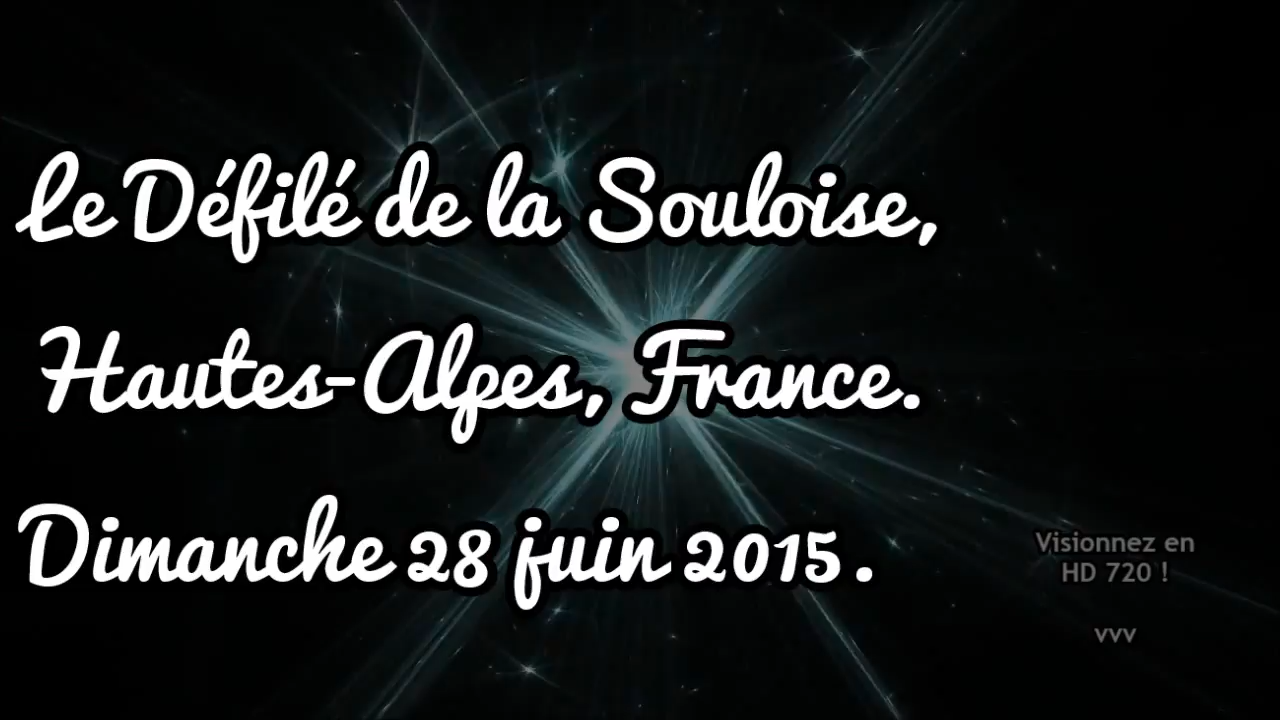 Le Défilé de la Souloise,
Hautes-Alpes, France.
Dimanche 28 juin 2015.
Visionnez en
HD 720 !
vvv